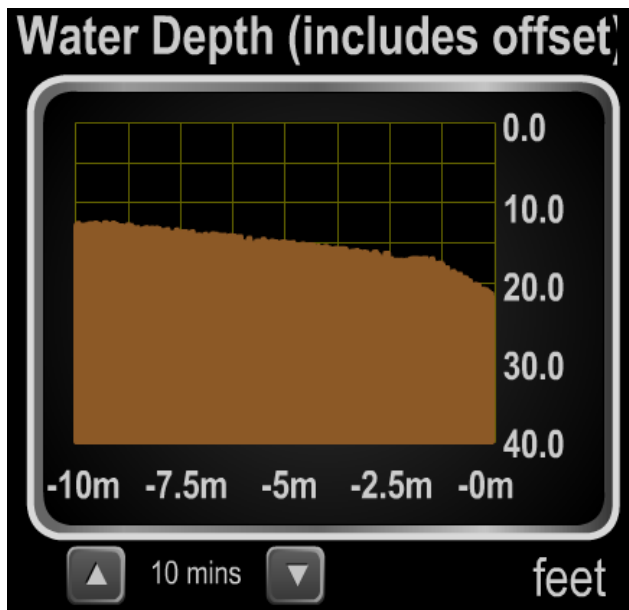 Water Depth (includes offset)
0.0
10.0
20.0
30.0
40.0
-10m -7.5m -5m -2.5m -0m
10 mins
feet